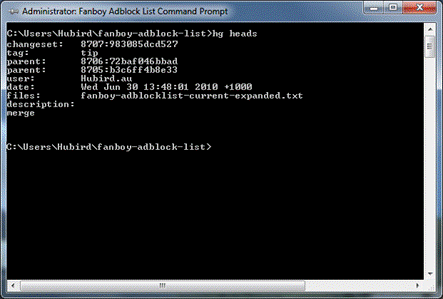 Administrator: Fanboy Adblock List Command Prompt
C:\Users\Hubird\fanboy-adblock-list>hg heads
changeset:   8707:983085dcd527
tag:         tip
parent:      8706:72baf046bbad
parent:      8705:b3c6ff4b8e33
user:        Hubird.au
date:        Wed Jun 30 13:48:01 2010 +1000
files:       fanboy-adblocklist-current-expanded.txt
description:
merge
C:\Users\Hubird\fanboy-adblock-list>